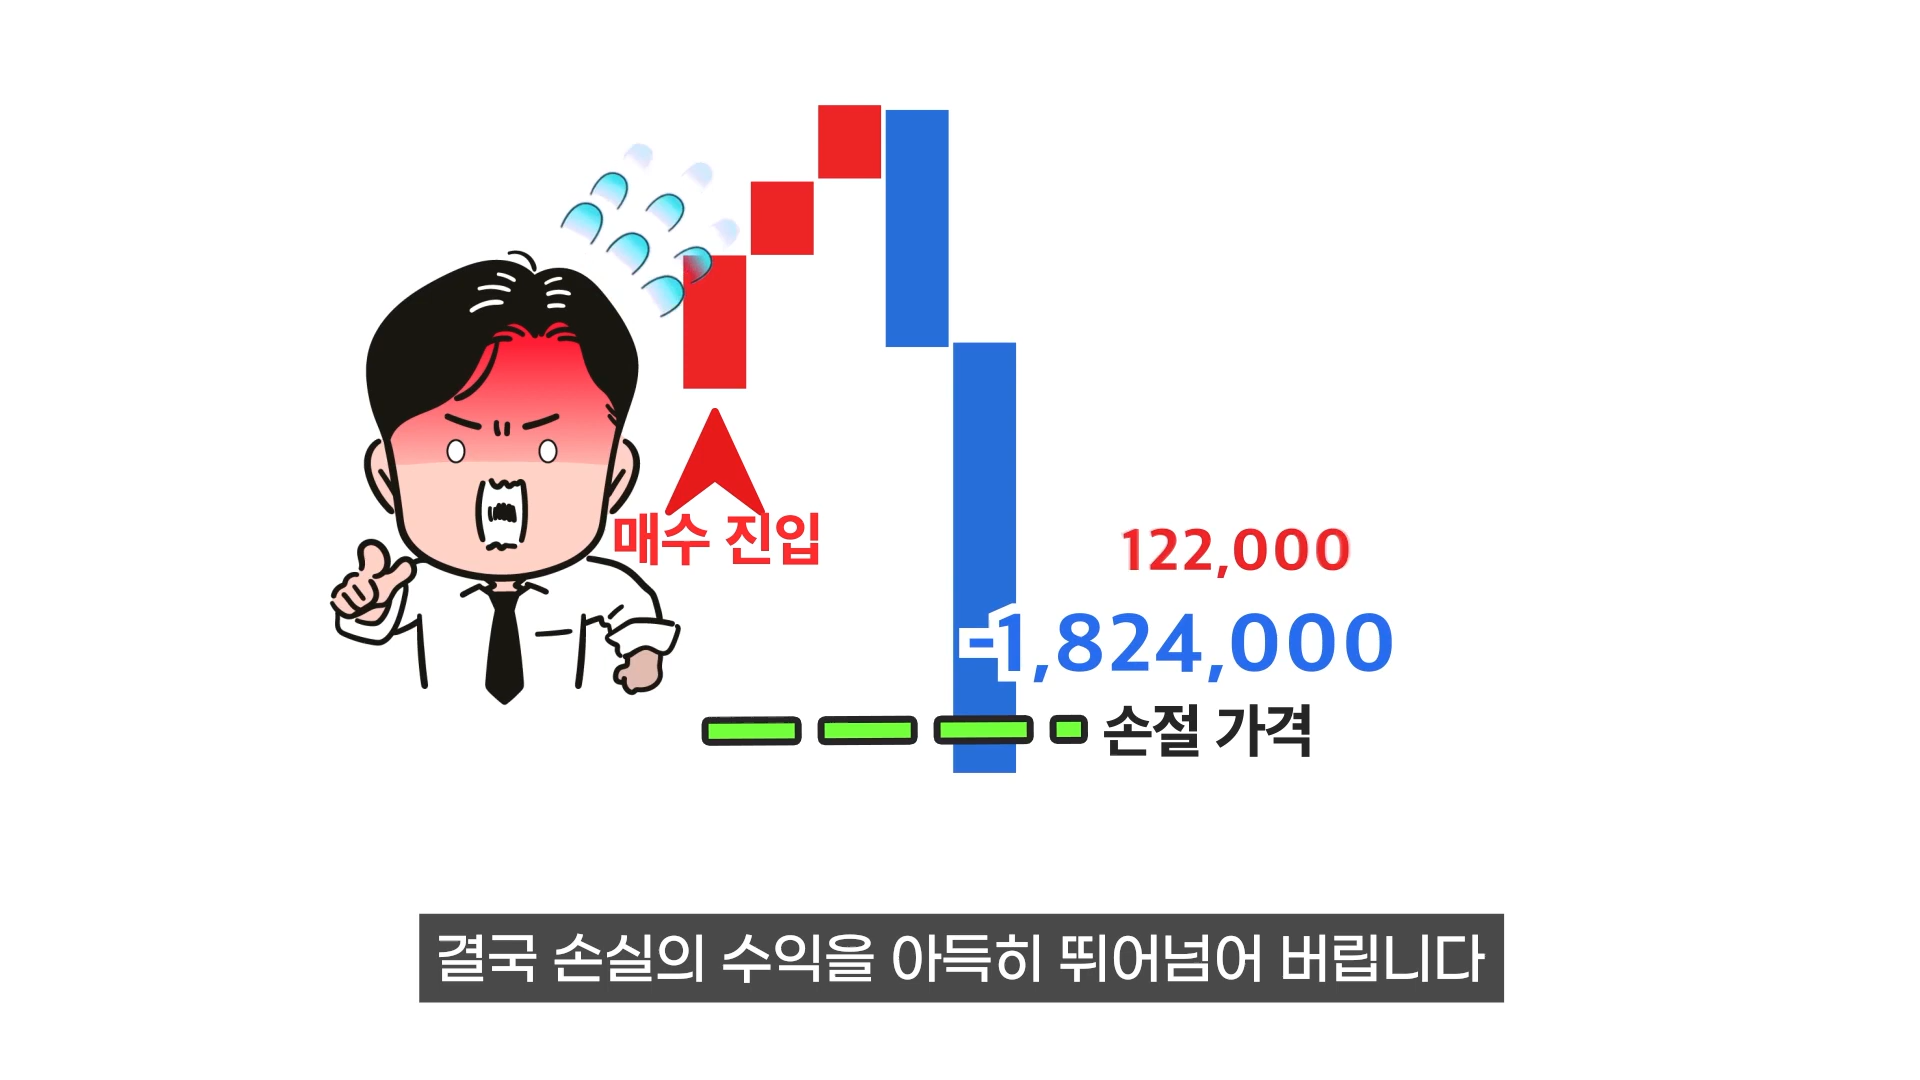 매수 진입
122,000
-1,824,000
손절 가격
결국 손실의 수익을 아득히 뛰어넘어 버립니다